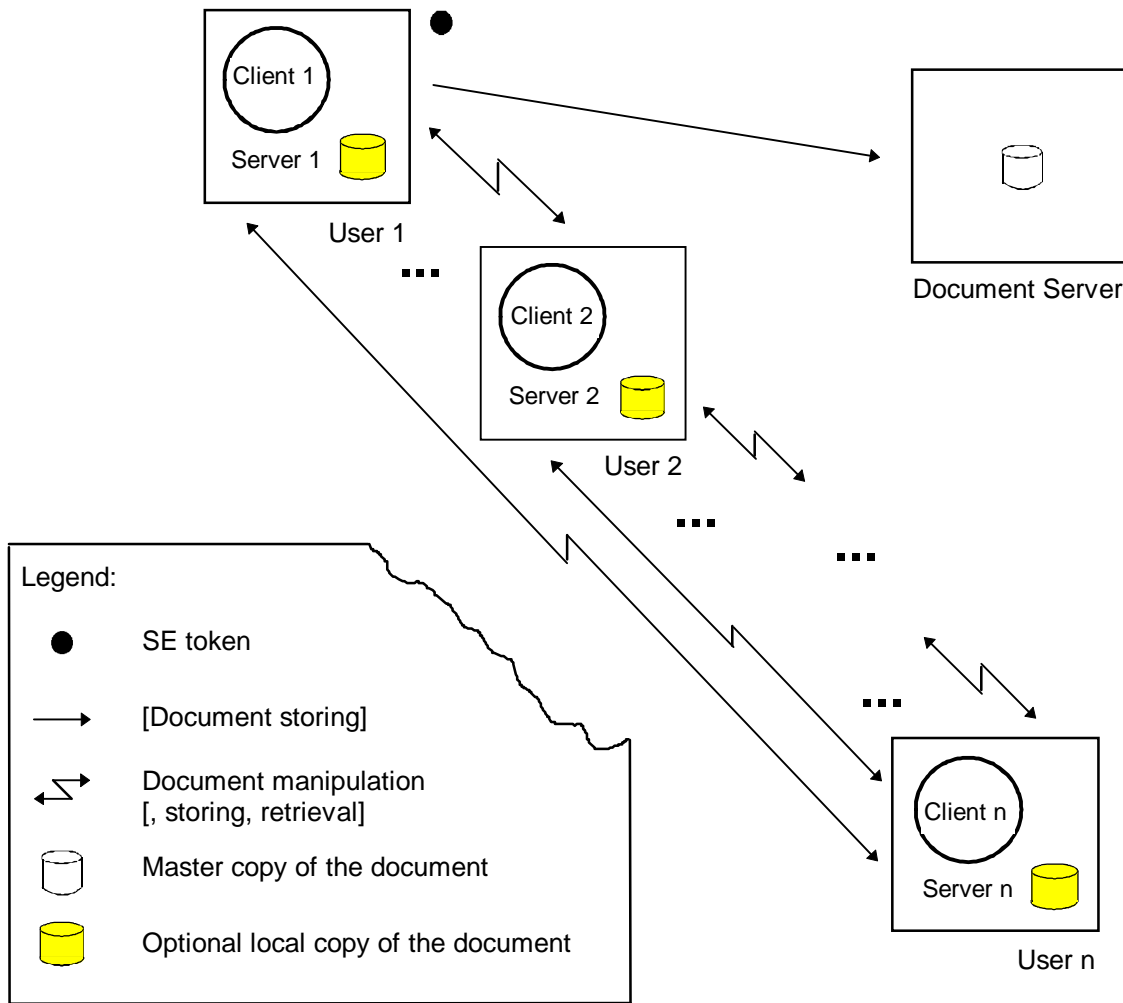 Client 1
Server 1
User 1
Document Server
Client 2
Server 2
User 2
Legend:
SE token
[Document storing]
Document manipulation
[, storing, retrieval]
Master copy of the document
Optional local copy of the document
Client n
Server n
User n